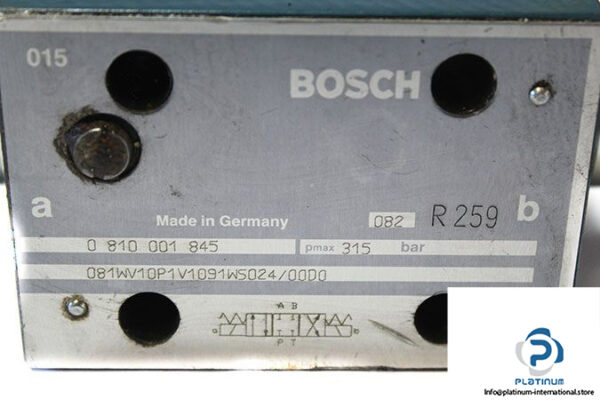 015
BOSCH
a
Made in Germany
082
R 259
b
0 810 001 845
pmax 315 bar
081WV10P1V1091WS024/00D0
A B
a
b
P T
PLATINUM
Info@platinum-international.store